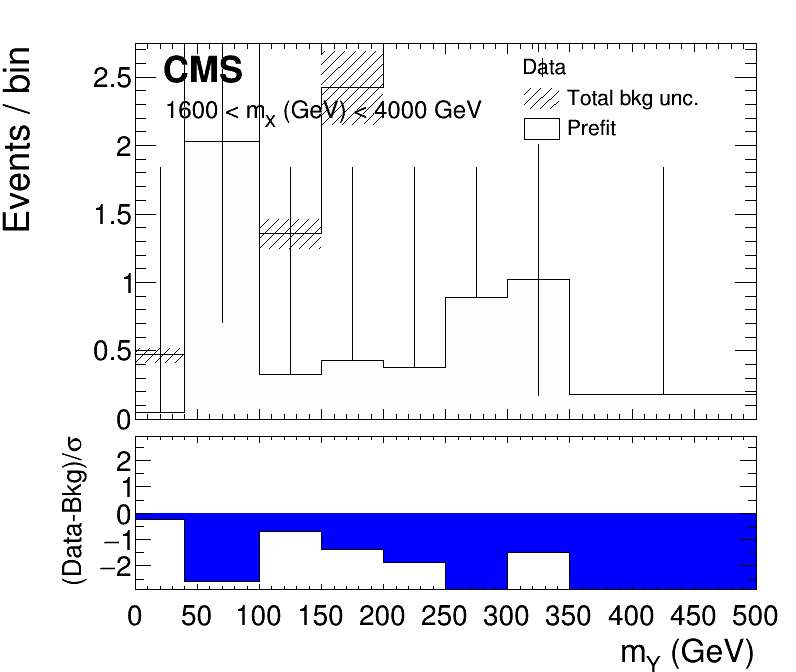 Events / bin
CMS
1600 < mX (GeV) < 4000 GeV
Data
Total bkg unc.
Prefit
2.5
2
1.5
1
0.5
0
(Data-Bkg)/σ
2
1
0
−1
−2
0 50 100 150 200 250 300 350 400 450 500
mY (GeV)